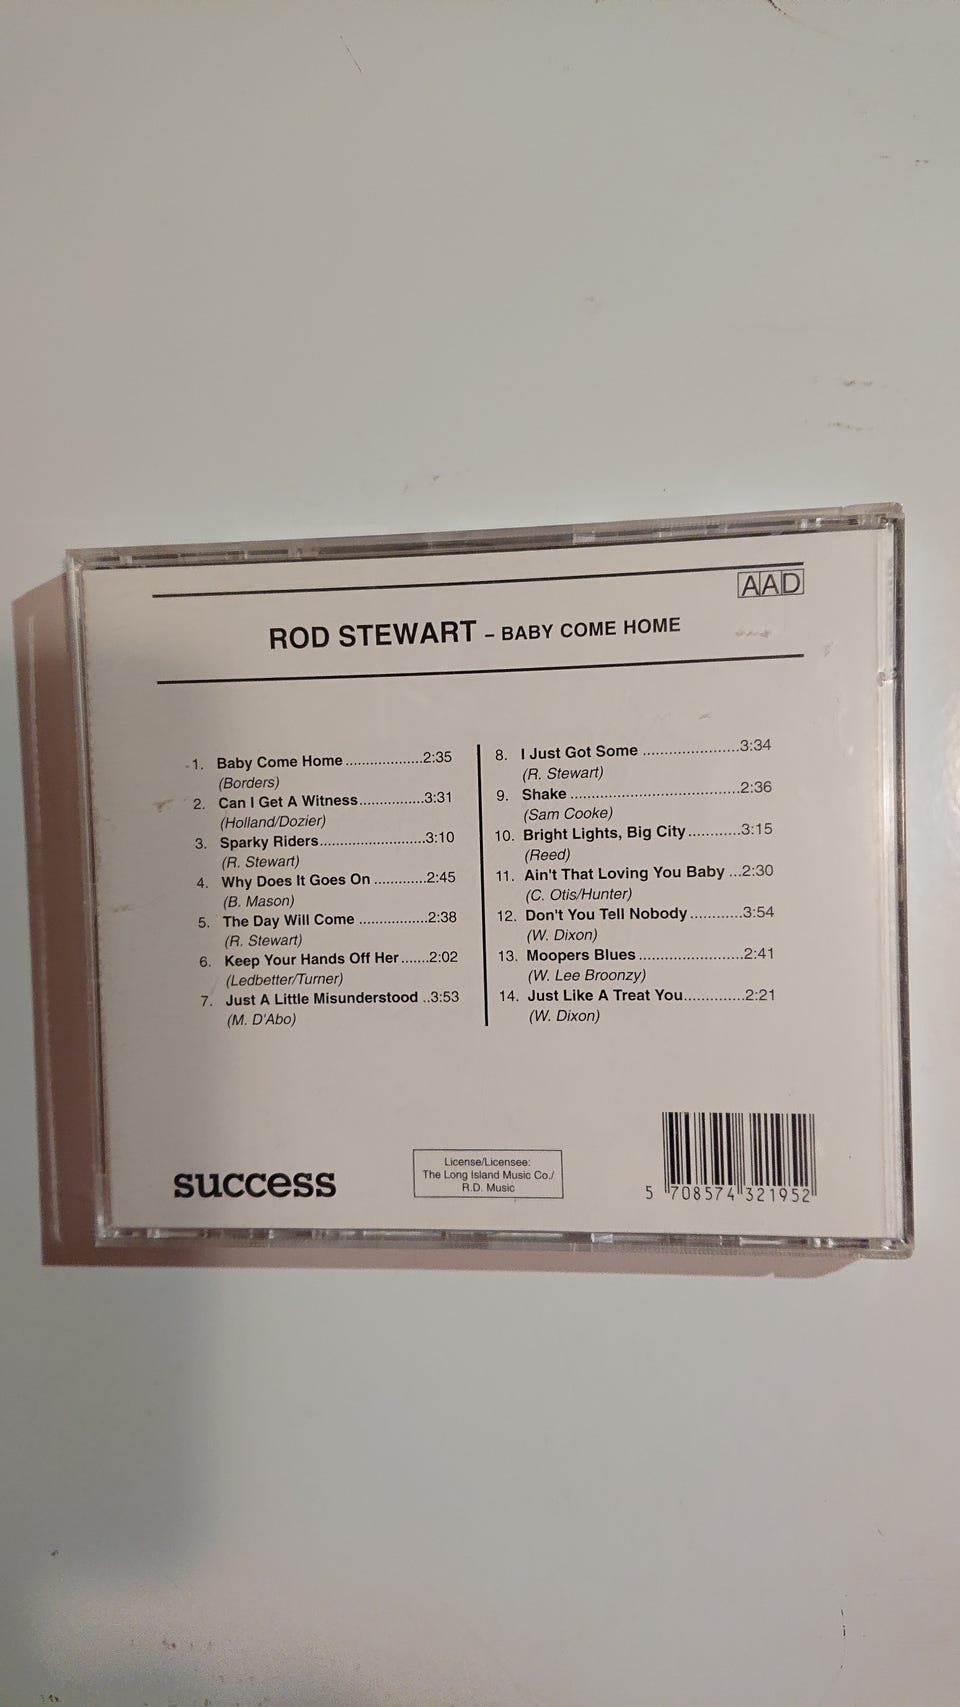 AAD
ROD STEWART – BABY COME HOME
1. Baby Come Home...................2:35
(Borders)
2. Can I Get A Witness................3:31
(Holland/Dozier)
3. Sparky Riders..........................3:10
(R. Stewart)
4. Why Does It Goes On .............2:45
(B. Mason)
5. The Day Will Come .................2:38
(R. Stewart)
6. Keep Your Hands Off Her.......2:02
(Ledbetter/Turner)
7. Just A Little Misunderstood ..3:53
(M. D'Abo)
8. I Just Got Some .......................3:34
(R. Stewart)
9. Shake ........................................2:36
(Sam Cooke)
10. Bright Lights, Big City.............3:15
(Reed)
11. Ain't That Loving You Baby ...2:30
(C. Otis/Hunter)
12. Don't You Tell Nobody.............3:54
(W. Dixon)
13. Moopers Blues .........................2:41
(W. Lee Broonzy)
14. Just Like A Treat You...............2:21
(W. Dixon)
success
License/Licensee:
The Long Island Music Co./
R.D. Music
5 708574 321952